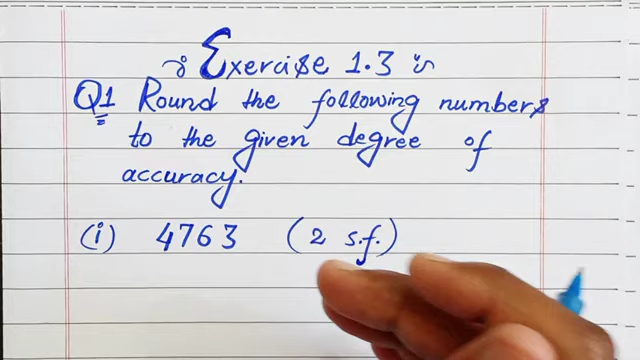 Exercise 1.3
Q1 Round the following numbers
to the given degree of
accuracy.
(i) 4763 (2 s.f.)